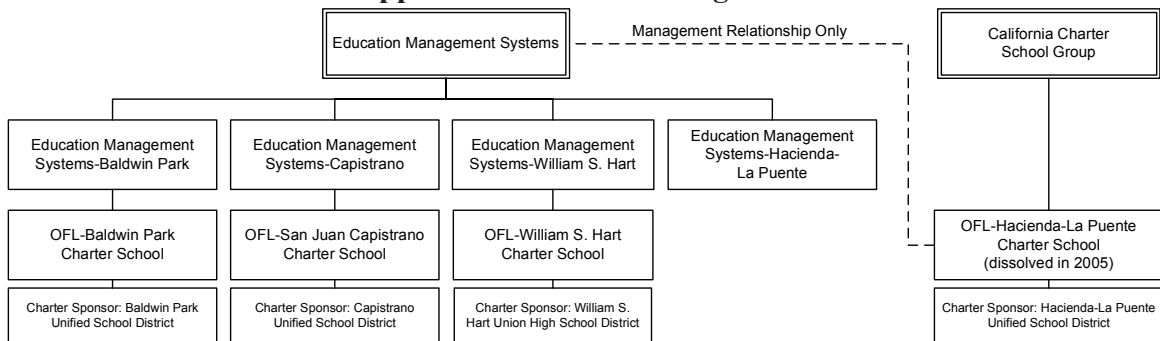 Education Management Systems
Management Relationship Only
California Charter
School Group
Education Management
Systems-Baldwin Park
Education Management
Systems-Capistrano
Education Management
Systems-William S. Hart
Education Management
Systems-Hacienda-
La Puente
OFL-Baldwin Park
Charter School
OFL-San Juan Capistrano
Charter School
OFL-William S. Hart
Charter School
OFL-Hacienda-La Puente
Charter School
(dissolved in 2005)
Charter Sponsor: Baldwin Park
Unified School District
Charter Sponsor: Capistrano
Unified School District
Charter Sponsor: William S.
Hart Union High School District
Charter Sponsor: Hacienda-La Puente
Unified School District